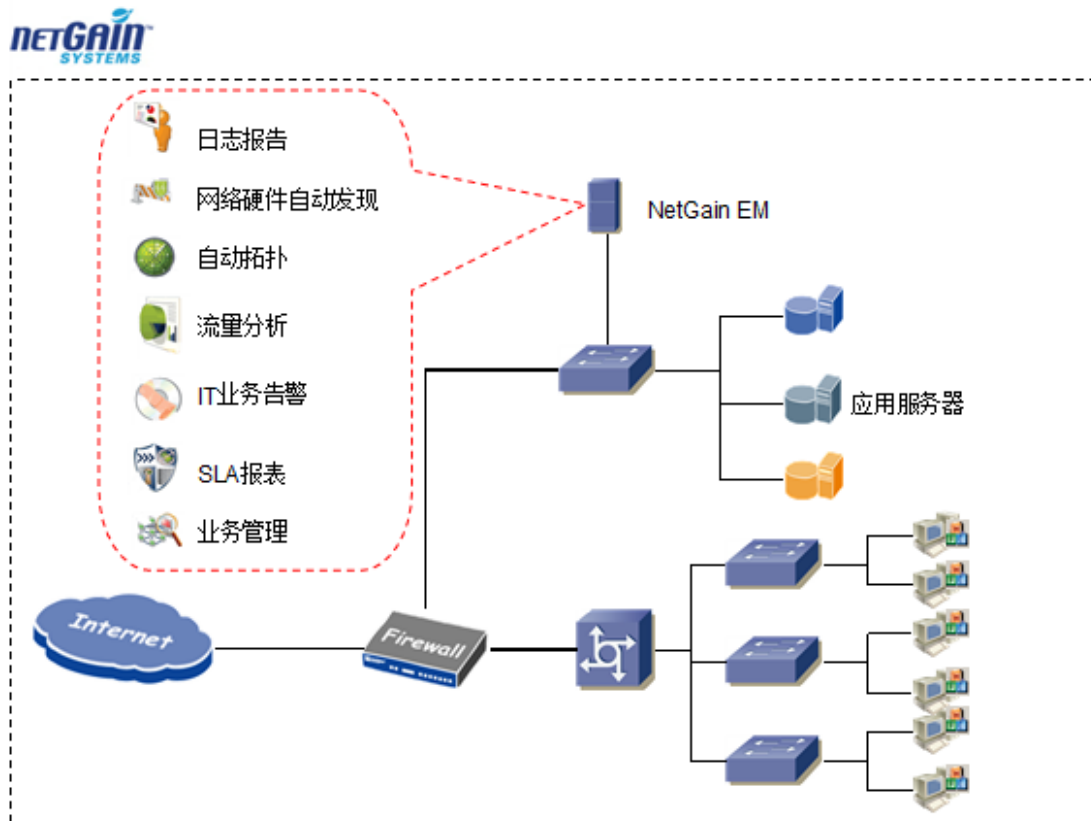 netGain
SYSTEMS
日志报告
网络硬件自动发现
自动拓扑
流量分析
IT业务告警
SLA报表
业务管理
NetGain EM
应用服务器
Internet
Firewall